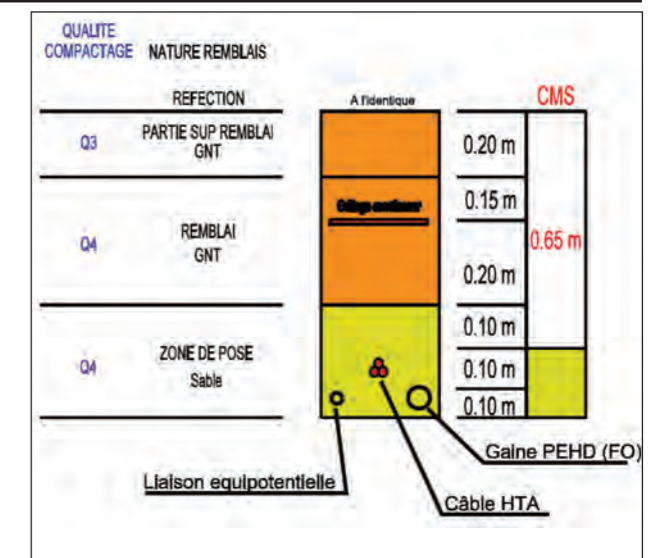 QUALITE
COMPACTAGE NATURE REMBLAIS
REFECTION A l'identique CMS
Q3 PARTIE SUP REMBLAI
GNT
0.20 m
0.15 m
Q4 REMBLAI
GNT
0.65 m
0.20 m
0.10 m
Q4 ZONE DE POSE
Sable
0.10 m
0.10 m
Gaine PEHD (FO)
Liaison equipotentielle
Câble HTA